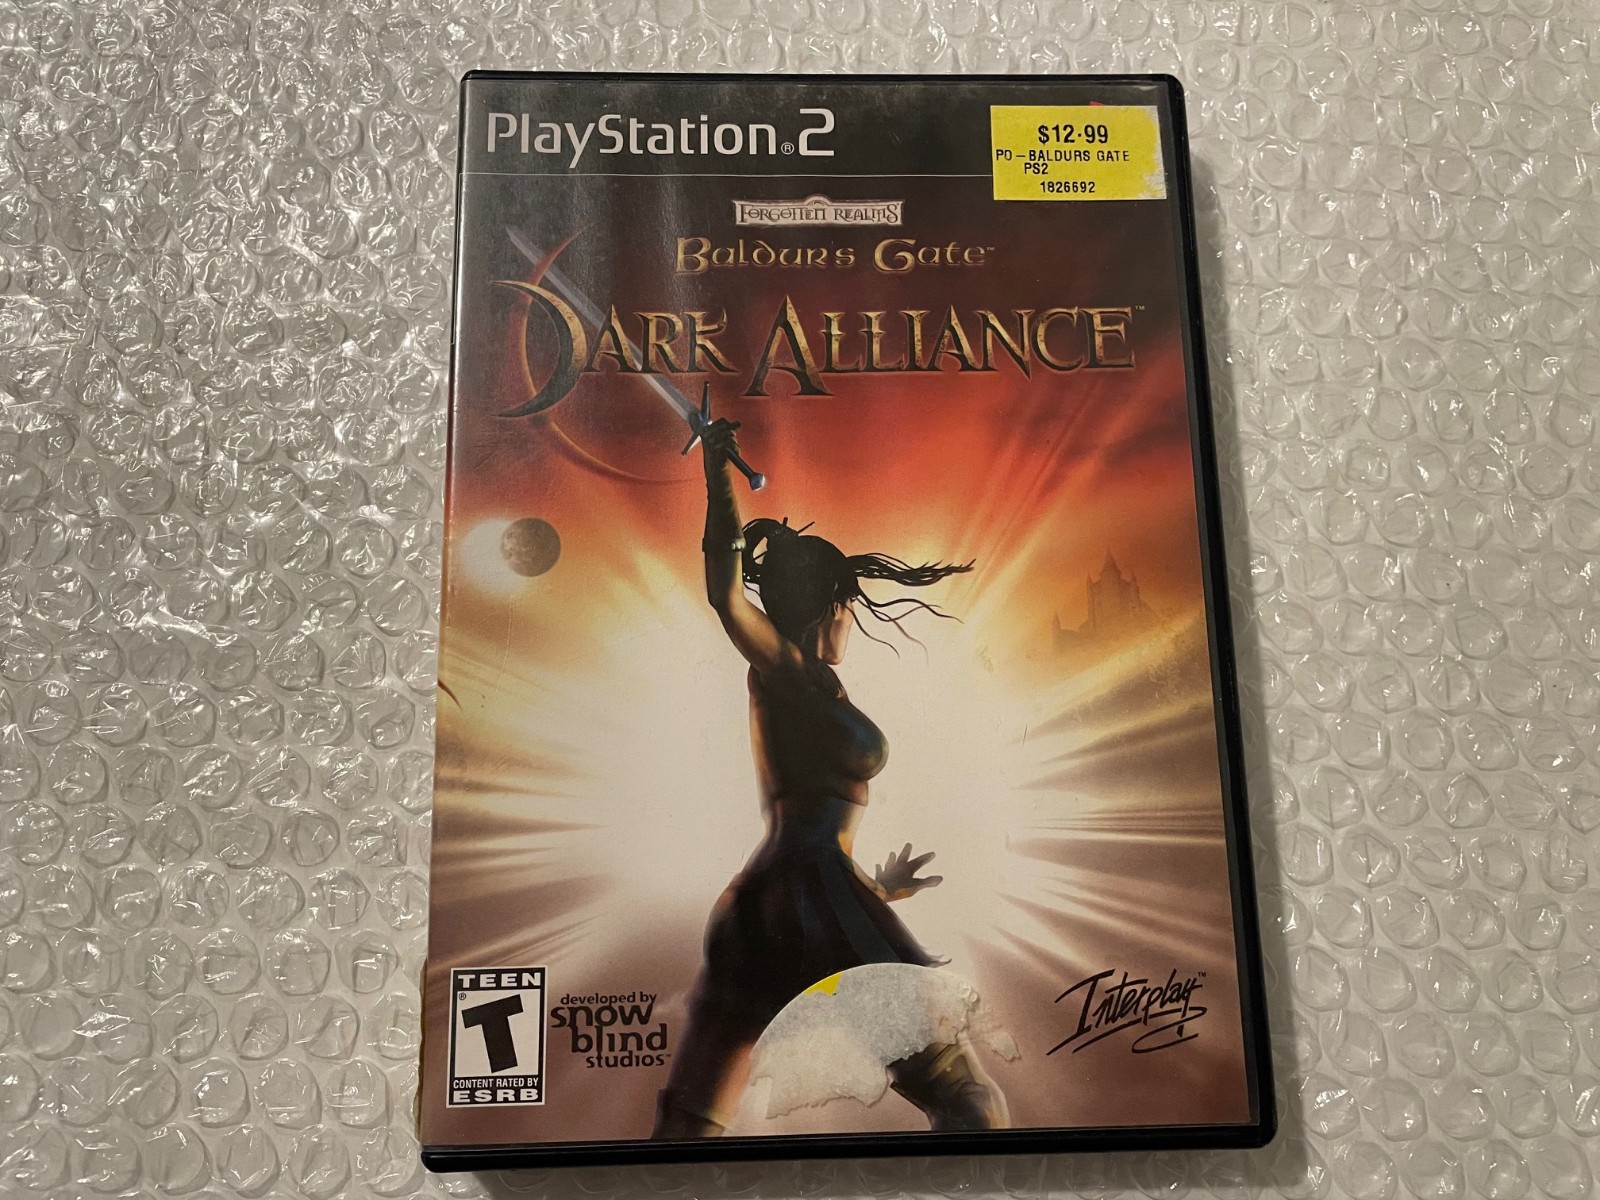 PlayStation®2
$12.99
PO-BALDURS GATE
PS2
1826692
FORGOTTEN REALMS
Baldur's Gate™
DARK ALLIANCE™
TEEN
T ®
CONTENT RATED BY
ESRB
developed by
snow
blind
studios™
Interplay™